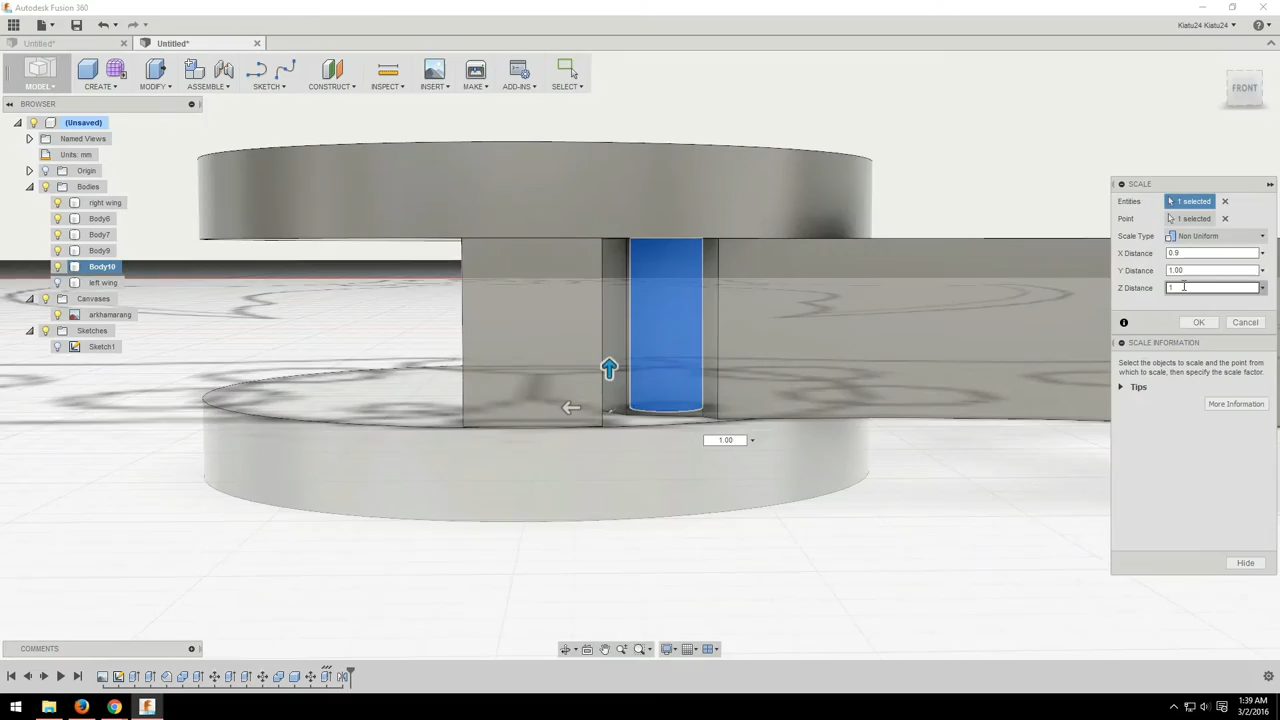 Autodesk Fusion 360
Kiatu24 Kiatu24
Untitled*
Untitled*
MODEL
CREATE
MODIFY
ASSEMBLE
SKETCH
CONSTRUCT
INSPECT
INSERT
MAKE
ADD-INS
SELECT
BROWSER
(Unsaved)
Named Views
Units: mm
Origin
Bodies
right wing
Body6
Body7
Body9
Body10
left wing
Canvases
arkhamarang
Sketches
Sketch1
FRONT
SCALE
Entities 1 selected
Point 1 selected
Scale Type Non Uniform
X Distance 0.9
Y Distance 1.00
Z Distance 1
OK Cancel
SCALE INFORMATION
Select the objects to scale and the point from
which to scale, then specify the scale factor.
Tips
More Information
Hide
1.00
COMMENTS
1:39 AM
3/2/2016